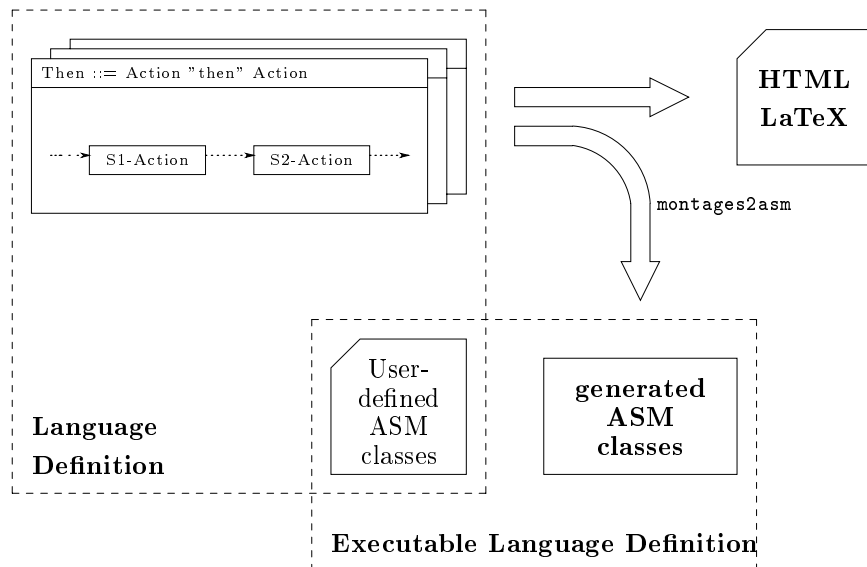 Then ::= Action "then" Action
S1-Action
S2-Action
HTML
LaTeX
montages2asm
User-
defined
ASM
classes
generated
ASM
classes
Language
Definition
Executable Language Definition